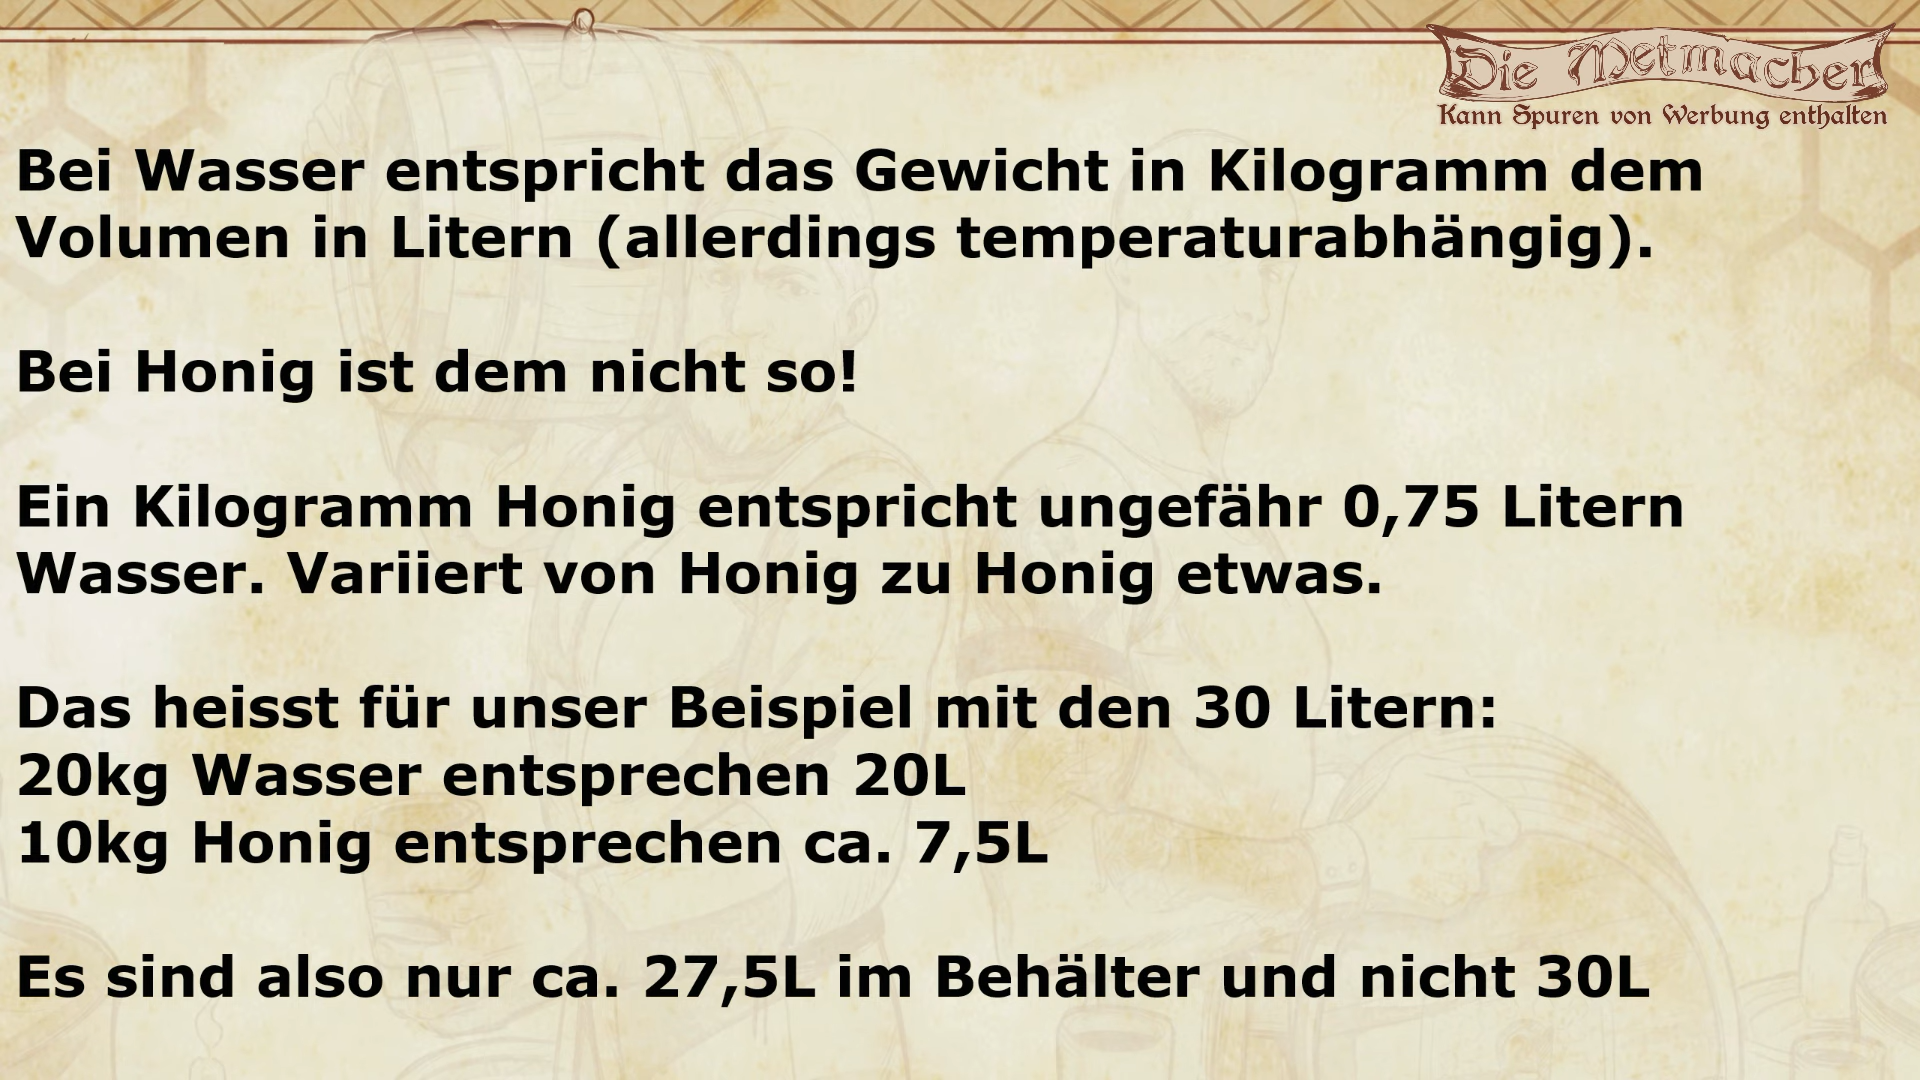 Die Metmacher
Kann Spuren von Werbung enthalten
Bei Wasser entspricht das Gewicht in Kilogramm dem
Volumen in Litern (allerdings temperaturabhängig).
Bei Honig ist dem nicht so!
Ein Kilogramm Honig entspricht ungefähr 0,75 Litern
Wasser. Variiert von Honig zu Honig etwas.
Das heisst für unser Beispiel mit den 30 Litern:
20kg Wasser entsprechen 20L
10kg Honig entsprechen ca. 7,5L
Es sind also nur ca. 27,5L im Behälter und nicht 30L